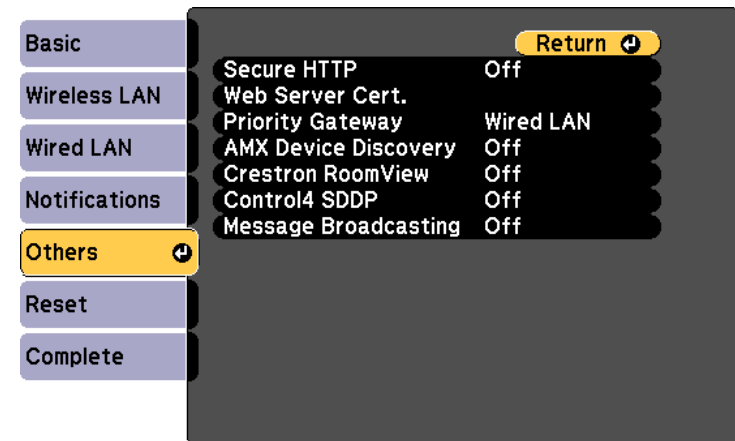 Basic
Wireless LAN
Wired LAN
Notifications
Others
Reset
Complete
Return
Secure HTTP Off
Web Server Cert.
Priority Gateway Wired LAN
AMX Device Discovery Off
Crestron RoomView Off
Control4 SDDP Off
Message Broadcasting Off